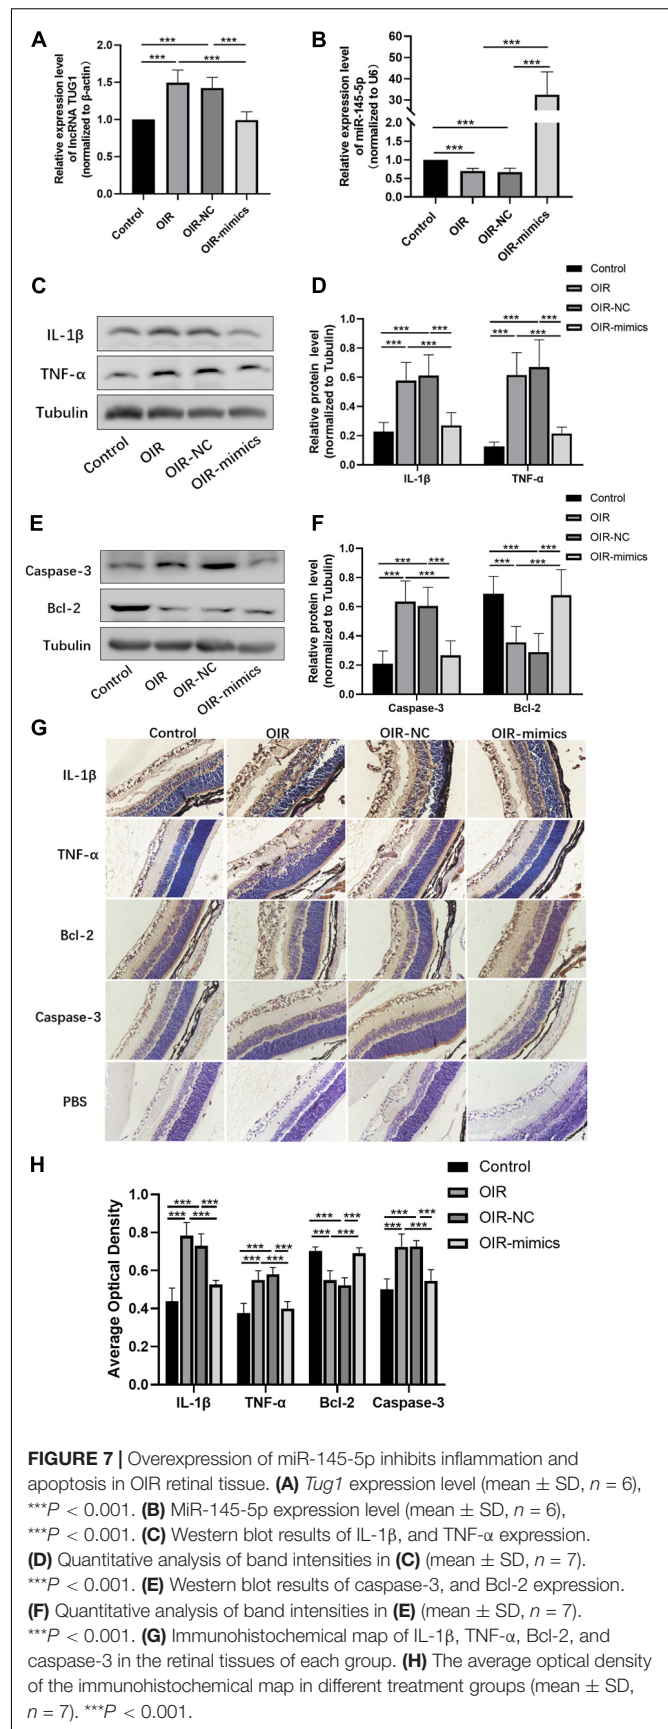 A
Relative expression level
of lncRNA TUG1
(normalized to β-actin)
2.0
1.5
1.0
0.5
0.0
*** ***
*** ***
Control
OIR
OIR-NC
OIR-mimics
B
Relative expression level
of miR-145-5p
(normalized to U6)
60
50
40
30
20
10
2.0
1.5
1.0
0.5
0.0
***
***
***
***
Control
OIR
OIR-NC
OIR-mimics
C
IL-1β
TNF-α
Tubulin
Control
OIR
OIR-NC
OIR-mimics
D
Control
OIR
OIR-NC
OIR-mimics
Relative protein level
(normalized to Tubulin)
1.0
0.8
0.6
0.4
0.2
0.0
*** *** *** ***
*** *** *** ***
IL-1β
TNF-α
E
Caspase-3
Bcl-2
Tubulin
Control
OIR
OIR-NC
OIR-mimics
F
Control
OIR
OIR-NC
OIR-mimics
Relative protein level
(normalized to Tubulin)
1.0
0.8
0.6
0.4
0.2
0.0
*** *** *** ***
*** *** *** ***
Caspase-3
Bcl-2
G
Control OIR OIR-NC OIR-mimics
IL-1β
TNF-α
Bcl-2
Caspase-3
PBS
H
Control
OIR
OIR-NC
OIR-mimics
Average Optical Density
1.0
0.8
0.6
0.4
0.2
0.0
*** *** *** *** *** *** *** ***
*** *** *** *** *** *** *** ***
IL-1β TNF-α Bcl-2 Caspase-3
FIGURE 7 | Overexpression of miR-145-5p inhibits inflammation and
apoptosis in OIR retinal tissue. (A) Tug1 expression level (mean ± SD, n = 6),
***P < 0.001. (B) MiR-145-5p expression level (mean ± SD, n = 6),
***P < 0.001. (C) Western blot results of IL-1β, and TNF-α expression.
(D) Quantitative analysis of band intensities in (C) (mean ± SD, n = 7).
***P < 0.001. (E) Western blot results of caspase-3, and Bcl-2 expression.
(F) Quantitative analysis of band intensities in (E) (mean ± SD, n = 7).
***P < 0.001. (G) Immunohistochemical map of IL-1β, TNF-α, Bcl-2, and
caspase-3 in the retinal tissues of each group. (H) The average optical density
of the immunohistochemical map in different treatment groups (mean ± SD,
n = 7). ***P < 0.001.